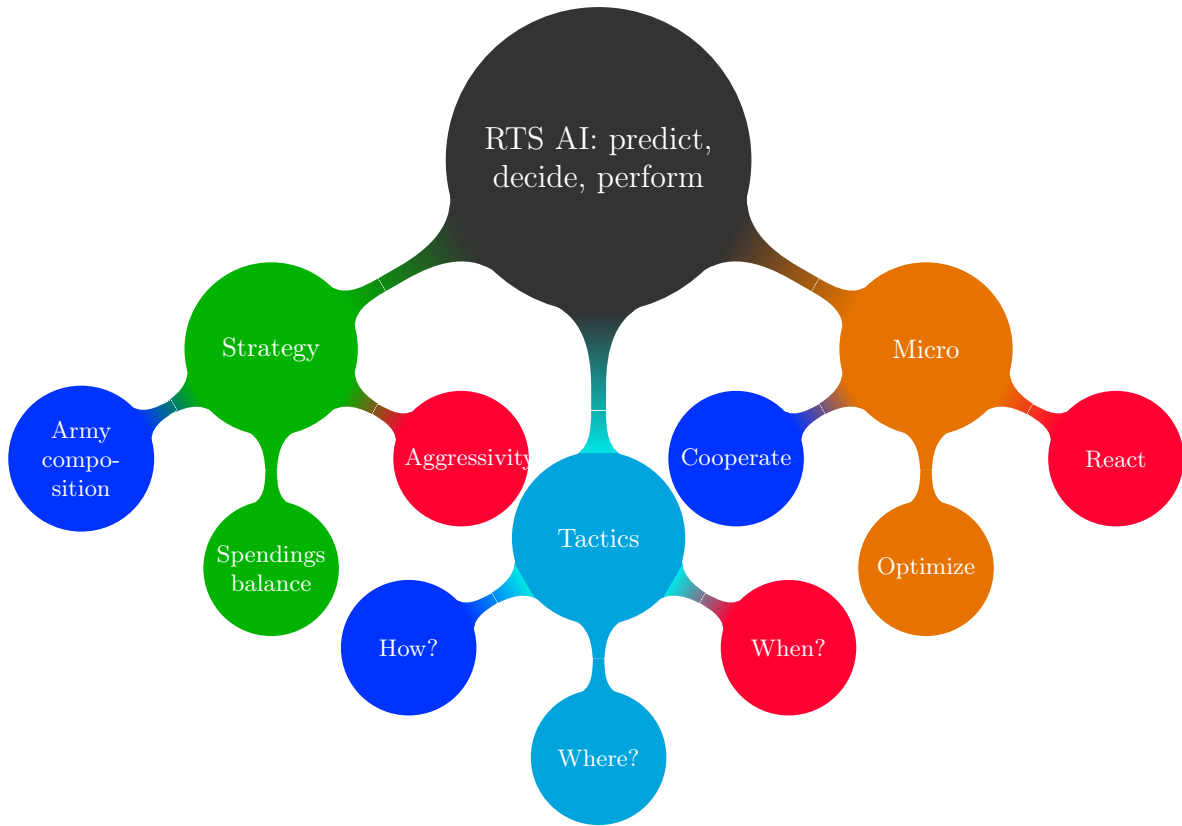 RTS AI: predict,
decide, perform
Strategy
Micro
Army
compo-
sition
Aggressivity
Cooperate
React
Tactics
Spendings
balance
Optimize
How?
When?
Where?